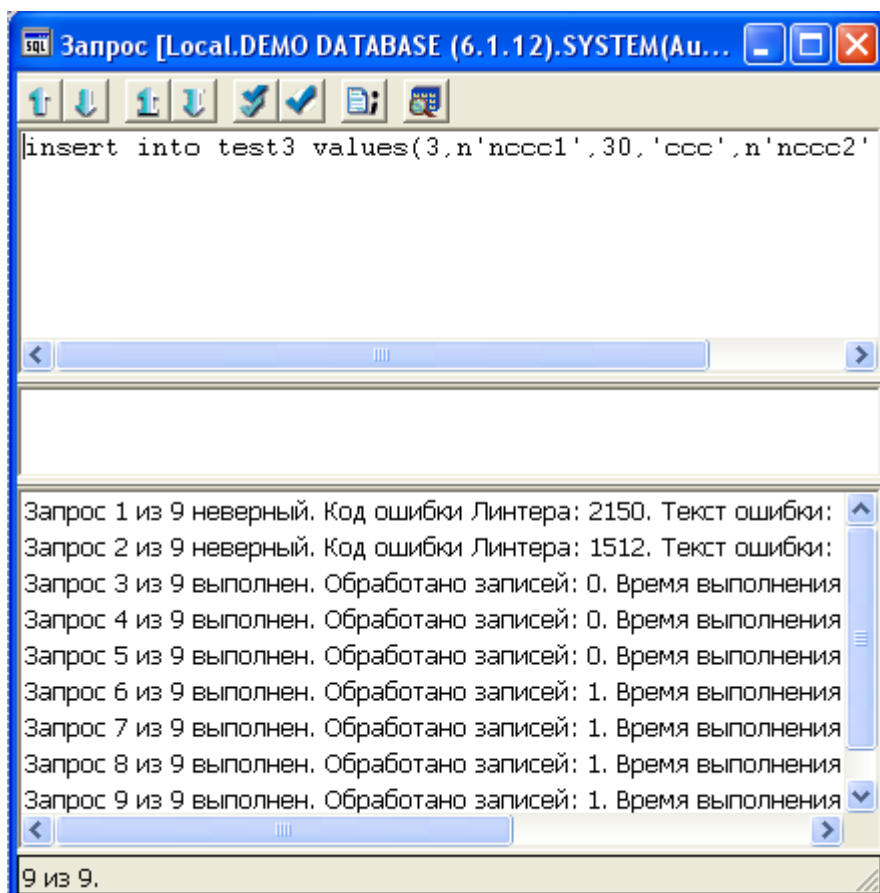 Запрос [Local.DEMO DATABASE (6.1.12).SYSTEM(Au...
insert into test3 values(3,n'nccc1',30,'ccc',n'nccc2'
Запрос 1 из 9 неверный. Код ошибки Линтера: 2150. Текст ошибки:
Запрос 2 из 9 неверный. Код ошибки Линтера: 1512. Текст ошибки:
Запрос 3 из 9 выполнен. Обработано записей: 0. Время выполнения
Запрос 4 из 9 выполнен. Обработано записей: 0. Время выполнения
Запрос 5 из 9 выполнен. Обработано записей: 0. Время выполнения
Запрос 6 из 9 выполнен. Обработано записей: 1. Время выполнения
Запрос 7 из 9 выполнен. Обработано записей: 1. Время выполнения
Запрос 8 из 9 выполнен. Обработано записей: 1. Время выполнения
Запрос 9 из 9 выполнен. Обработано записей: 1. Время выполнения
9 из 9.